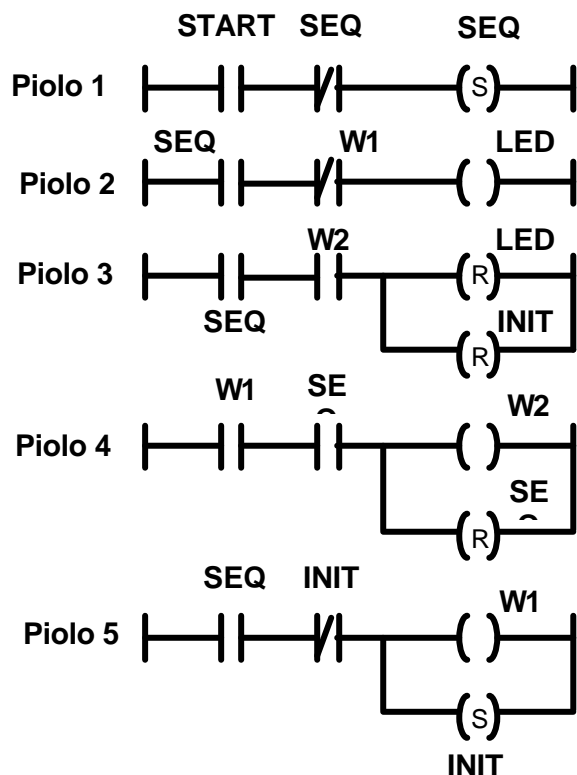 START SEQ SEQ
Piolo 1 S
SEQ W1 LED
Piolo 2
W2 LED
Piolo 3 R
SEQ INIT
R
W1 SE W2
Piolo 4
SE
R
SEQ INIT W1
Piolo 5
S
INIT